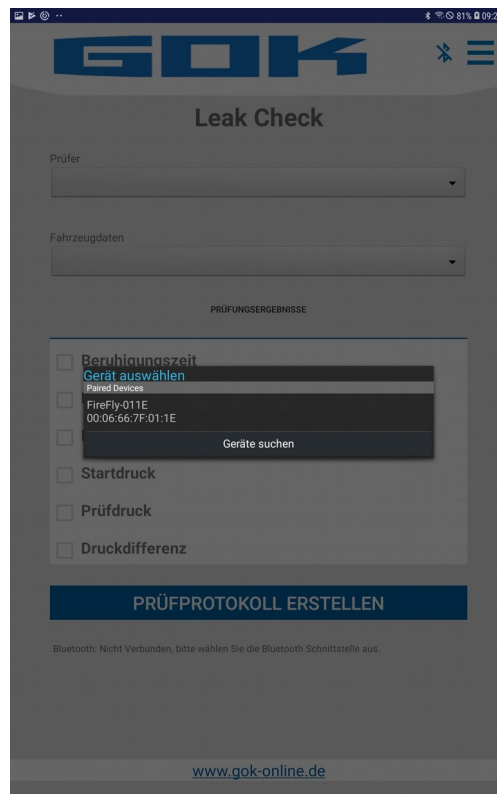 81% 09:2
GOK
Leak Check
Prüfer
Fahrzeugdaten
PRÜFUNGSERGEBNISSE
Beruhigungszeit
Gerät auswählen
Paired Devices
FireFly-011E
00:06:66:7F:01:1E
Geräte suchen
Startdruck
Prüfdruck
Druckdifferenz
PRÜFPROTOKOLL ERSTELLEN
Bluetooth: Nicht Verbunden, bitte wählen Sie die Bluetooth Schnittstelle aus.
www.gok-online.de